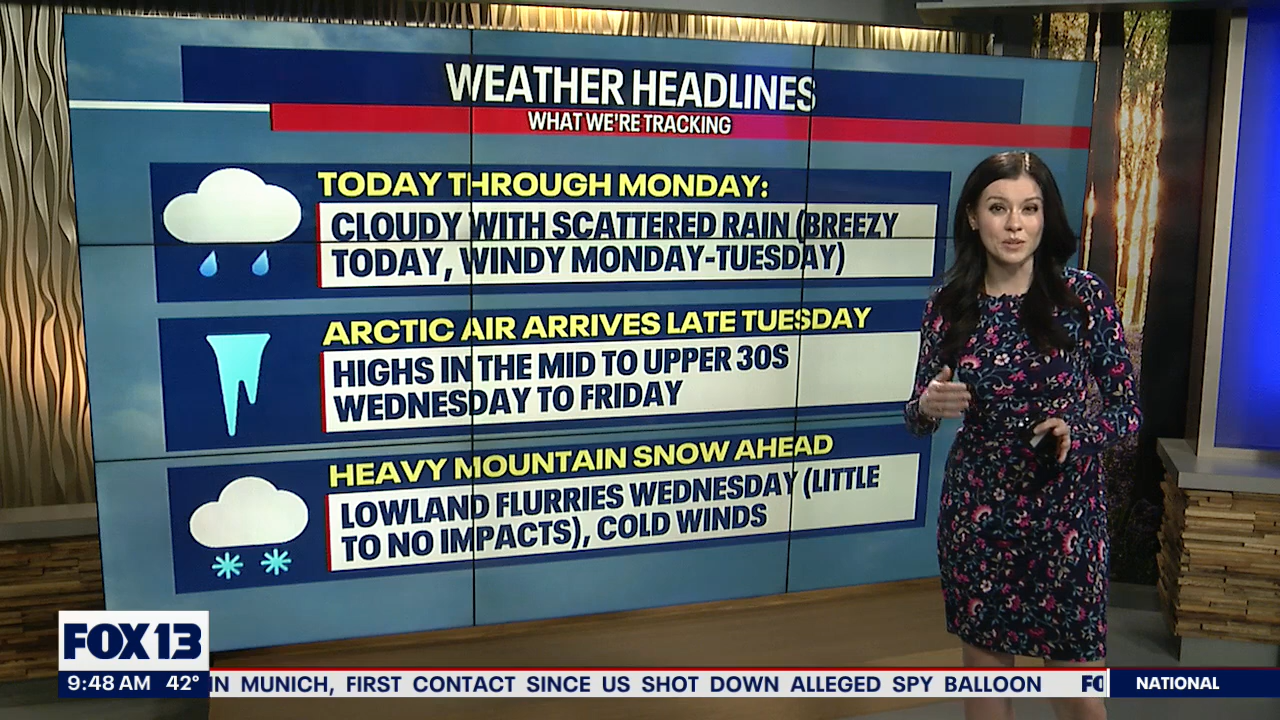 WEATHER HEADLINES
WHAT WE'RE TRACKING
TODAY THROUGH MONDAY:
CLOUDY WITH SCATTERED RAIN (BREEZY
TODAY, WINDY MONDAY-TUESDAY)
ARCTIC AIR ARRIVES LATE TUESDAY
HIGHS IN THE MID TO UPPER 30S
WEDNESDAY TO FRIDAY
HEAVY MOUNTAIN SNOW AHEAD
LOWLAND FLURRIES WEDNESDAY (LITTLE
TO NO IMPACTS), COLD WINDS
FOX 13
9:48 AM 42°
IN MUNICH, FIRST CONTACT SINCE US SHOT DOWN ALLEGED SPY BALLOON
NATIONAL